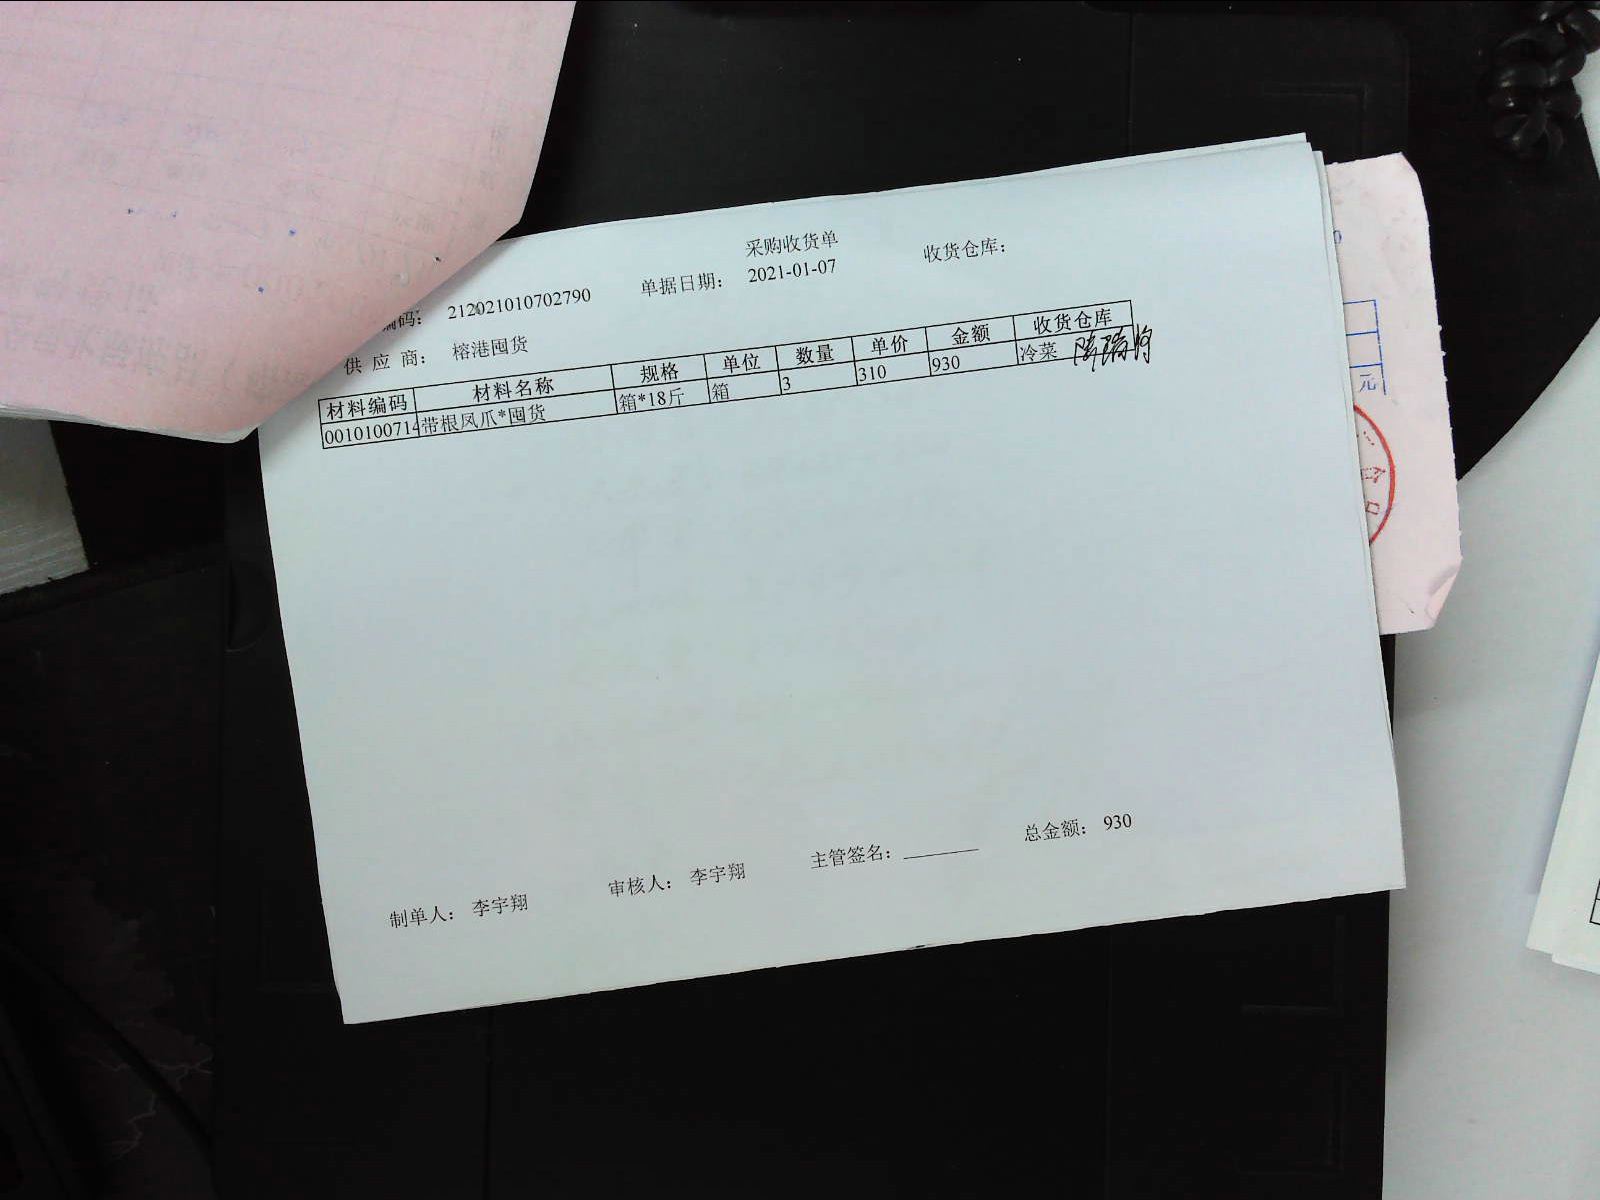 采购收货单
编码： 212021010702790 单据日期： 2021-01-07 收货仓库：
供 应 商： 榕港囤货
材料编码 材料名称 规格 单位 数量 单价 金额 收货仓库
0010100714 带根凤爪*囤货 箱*18斤 箱 3 310 930 冷菜
制单人： 李宇翔 审核人： 李宇翔 主管签名： 总金额： 930
元